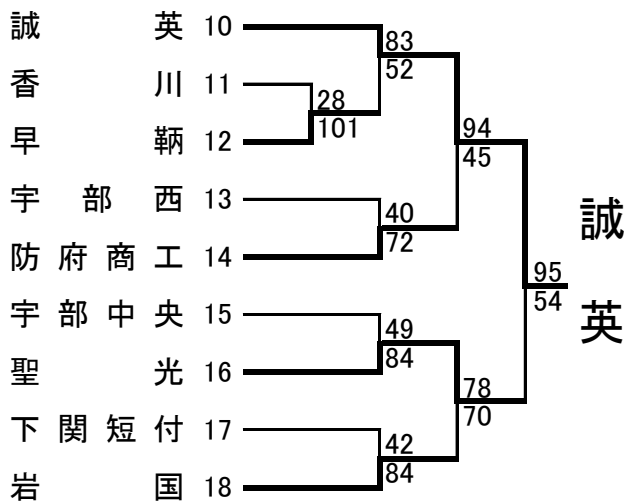 誠英 10
83
52
香川 11
28
101
早鞆 12
94
45
宇部西 13
40
72
防府商工 14
95
54
誠英
宇部中央 15
49
84
聖光 16
78
70
下関短付 17
42
84
岩国 18